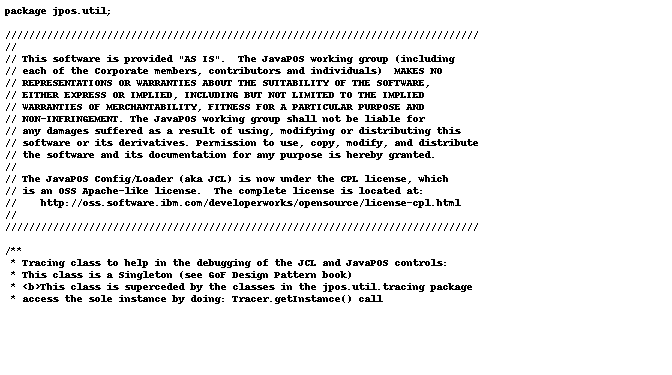 package jpos.util;
///////////////////////////////////////////////////////////////////////////////
//
// This software is provided "AS IS".  The JavaPOS working group (including
// each of the Corporate members, contributors and individuals)  MAKES NO
// REPRESENTATIONS OR WARRANTIES ABOUT THE SUITABILITY OF THE SOFTWARE,
// EITHER EXPRESS OR IMPLIED, INCLUDING BUT NOT LIMITED TO THE IMPLIED
// WARRANTIES OF MERCHANTABILITY, FITNESS FOR A PARTICULAR PURPOSE AND
// NON-INFRINGEMENT. The JavaPOS working group shall not be liable for
// any damages suffered as a result of using, modifying or distributing this
// software or its derivatives. Permission to use, copy, modify, and distribute
// the software and its documentation for any purpose is hereby granted.
//
// The JavaPOS Config/Loader (aka JCL) is now under the CPL license, which
// is an OSS Apache-like license.  The complete license is located at:
//    http://oss.software.ibm.com/developerworks/opensource/license-cpl.html
//
///////////////////////////////////////////////////////////////////////////////
/**
 * Tracing class to help in the debugging of the JCL and JavaPOS controls:
 * This class is a Singleton (see GoF Design Pattern book)
 * <b>This class is superceded by the classes in the jpos.util.tracing package
 * access the sole instance by doing: Tracer.getInstance() call